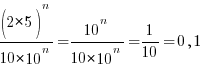 (2×5)^n / (10×10^n) = 10^n / (10×10^n) = 1/10 = 0,1